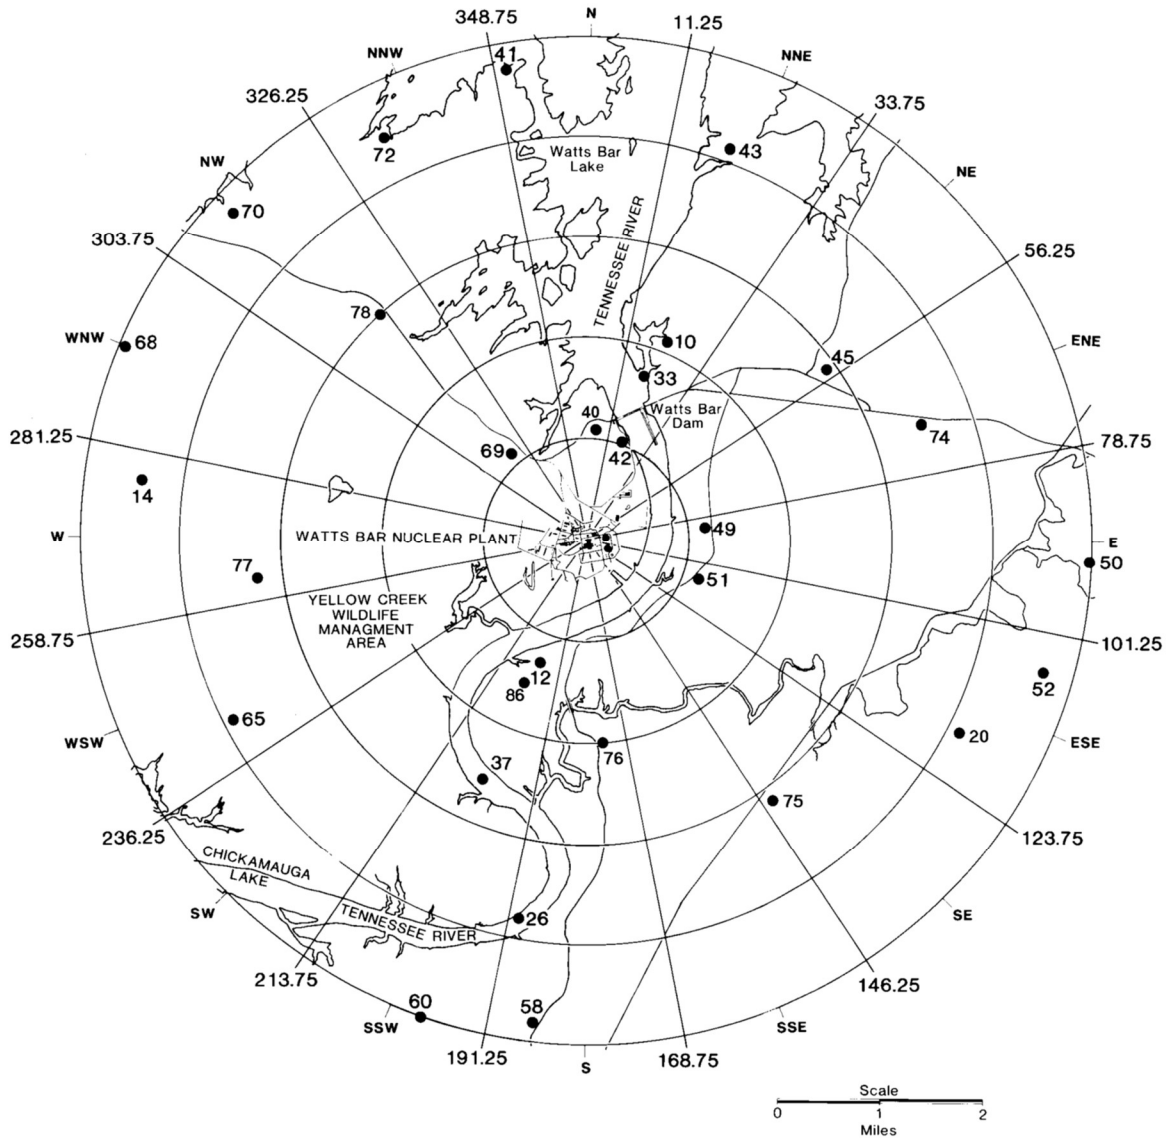 N
348.75
11.25
41
NNW
NNE
326.25
33.75
72
Watts Bar
Lake
43
NW
NE
70
TENNESSEE RIVER
303.75
56.25
78
WNW
68
10
ENE
45
33
40
Watts Bar
Dam
74
281.25
69
42
78.75
14
49
W
WATTS BAR NUCLEAR PLANT
E
50
77
51
YELLOW CREEK
WILDLIFE
MANAGMENT
AREA
258.75
101.25
12
52
86
65
WSW
20
ESE
76
37
75
236.25
123.75
CHICKAMAUGA
LAKE
SW
TENNESSEE RIVER
26
SE
213.75
146.25
60
58
SSW
SSE
191.25
168.75
S
Scale
0 1 2
Miles